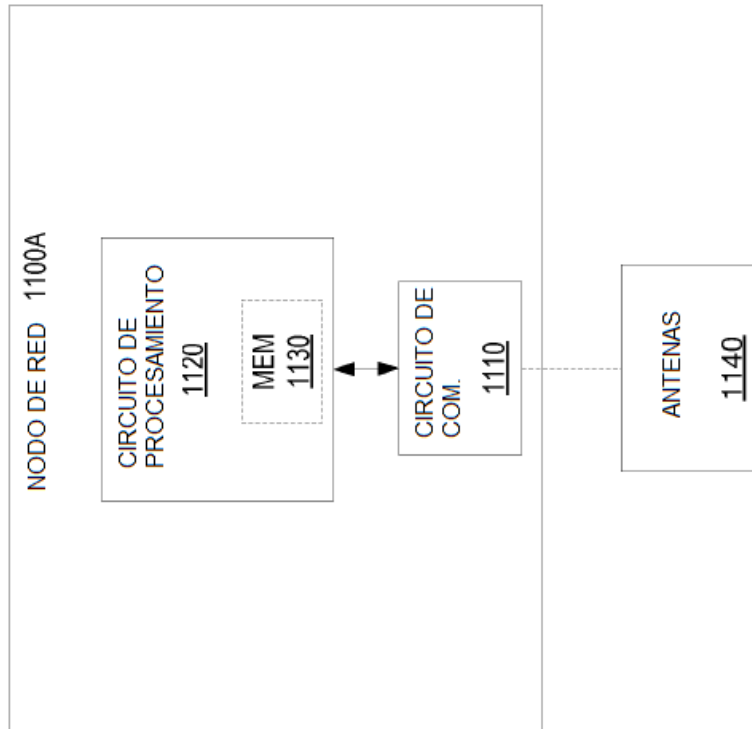 NODO DE RED 1100A
CIRCUITO DE
PROCESAMIENTO
1120
MEM
1130
CIRCUITO DE
COM.
1110
ANTENAS
1140